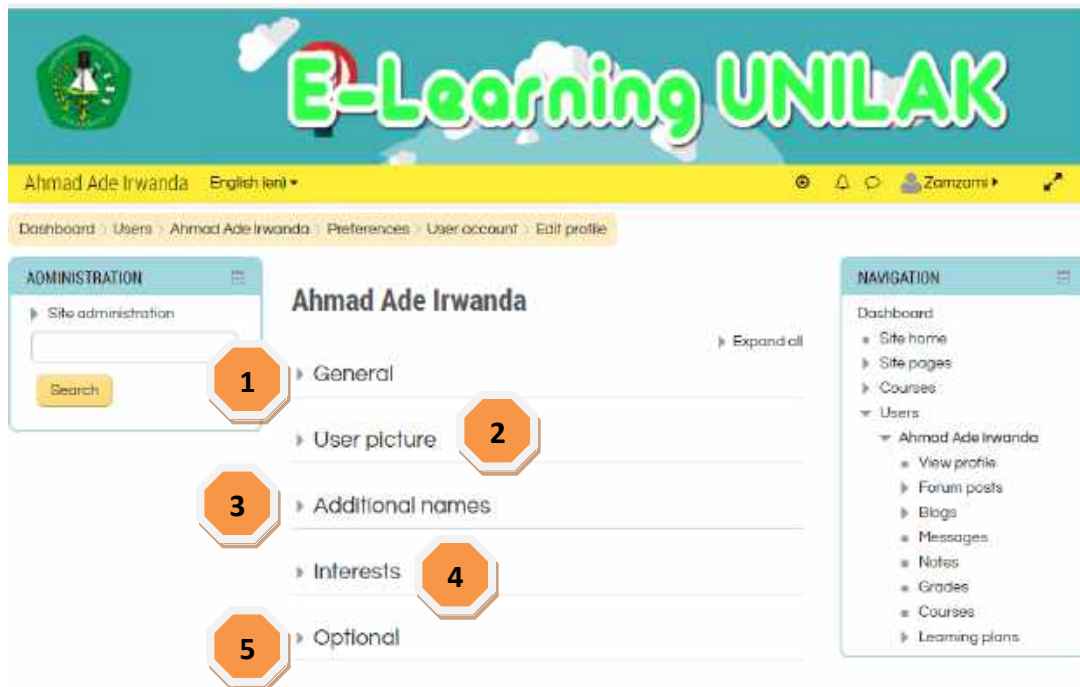 E-Learning UNILAK
Ahmad Ade Irwanda English (en) Zamzami
Dashboard Users Ahmad Ade Irwanda Preferences User account Edit profile
ADMINISTRATION
Site administration
Search
Ahmad Ade Irwanda
Expand all
1 General
User picture 2
3 Additional names
Interests 4
5 Optional
NAVIGATION
Dashboard
Site home
Site pages
Courses
Users
Ahmad Ade Irwanda
View profile
Forum posts
Blogs
Messages
Notes
Grades
Courses
Learning plans